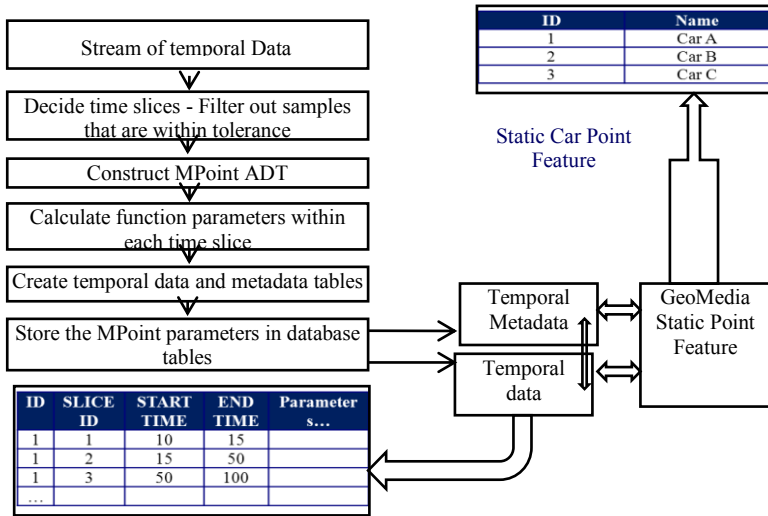 Stream of temporal Data
Decide time slices - Filter out samples
that are within tolerance
Construct MPoint ADT
Calculate function parameters within
each time slice
Create temporal data and metadata tables
Store the MPoint parameters in database
tables
ID Name
1 Car A
2 Car B
3 Car C
Static Car Point
Feature
Temporal
Metadata
Temporal
data
GeoMedia
Static Point
Feature
ID SLICE ID START TIME END TIME Parameter s...
1 1 10 15
1 2 15 50
1 3 50 100
...